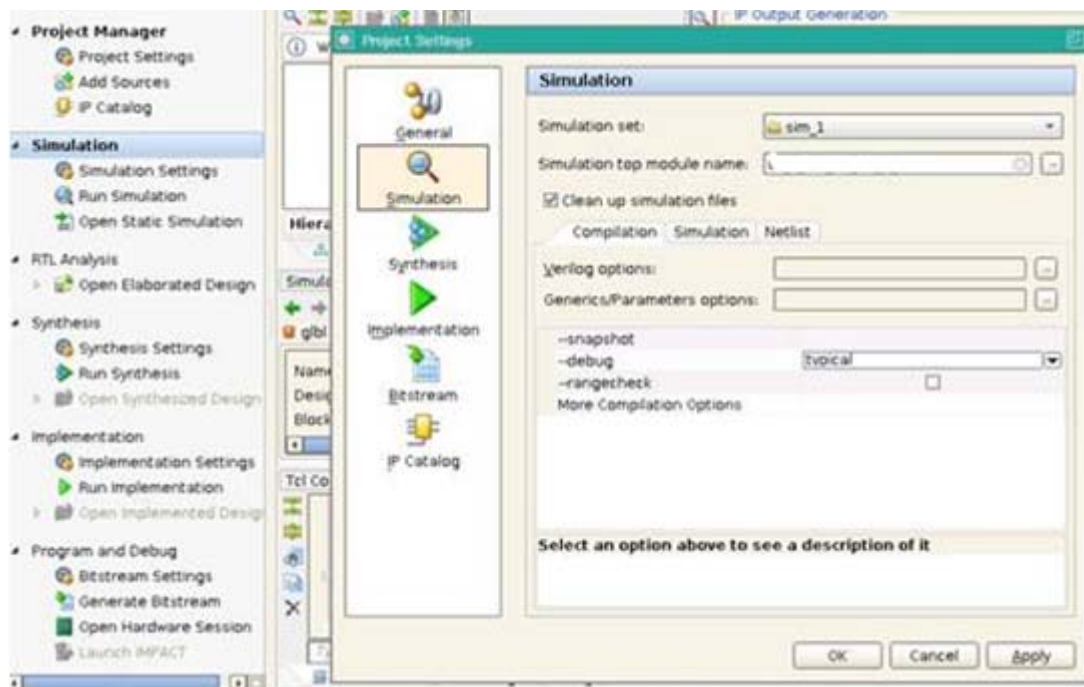 Project Manager
Project Settings
Add Sources
IP Catalog
Simulation
Simulation Settings
Run Simulation
Open Static Simulation
RTL Analysis
Open Elaborated Design
Synthesis
Synthesis Settings
Run Synthesis
Open Synthesized Design
Implementation
Implementation Settings
Run Implementation
Open Implemented Desig
Program and Debug
Bitstream Settings
Generate Bitstream
Open Hardware Session
Launch iMPACT
IP Output Generation
W
Hiera
Simula
glbl
Name
Desig
Block
Tcl Co
Project Settings
General
Simulation
Synthesis
Implementation
Bitstream
IP Catalog
Simulation
Simulation set: sim_1
Simulation top module name:
Clean up simulation files
Compilation Simulation Netlist
Verilog options:
Generics/Parameters options:
--snapshot
--debug typical
--rangecheck
More Compilation Options
Select an option above to see a description of it
OK Cancel Apply